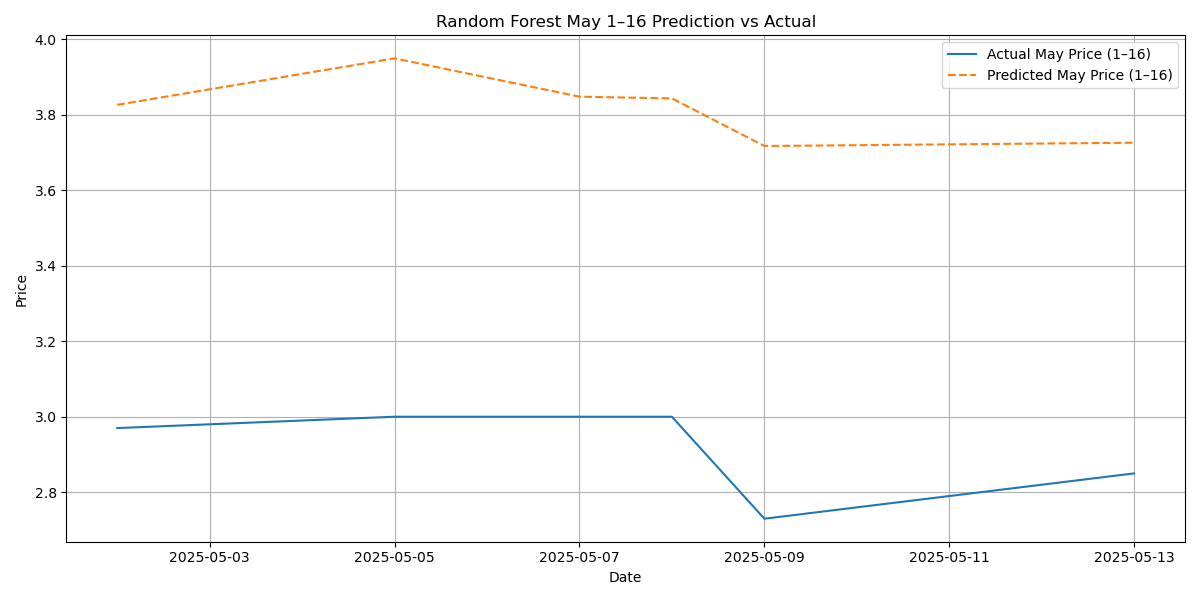 Random Forest May 1–16 Prediction vs Actual
Actual May Price (1–16)
Predicted May Price (1–16)
Price
4.0
3.8
3.6
3.4
3.2
3.0
2.8
2025-05-03
2025-05-05
2025-05-07
2025-05-09
2025-05-11
2025-05-13
Date